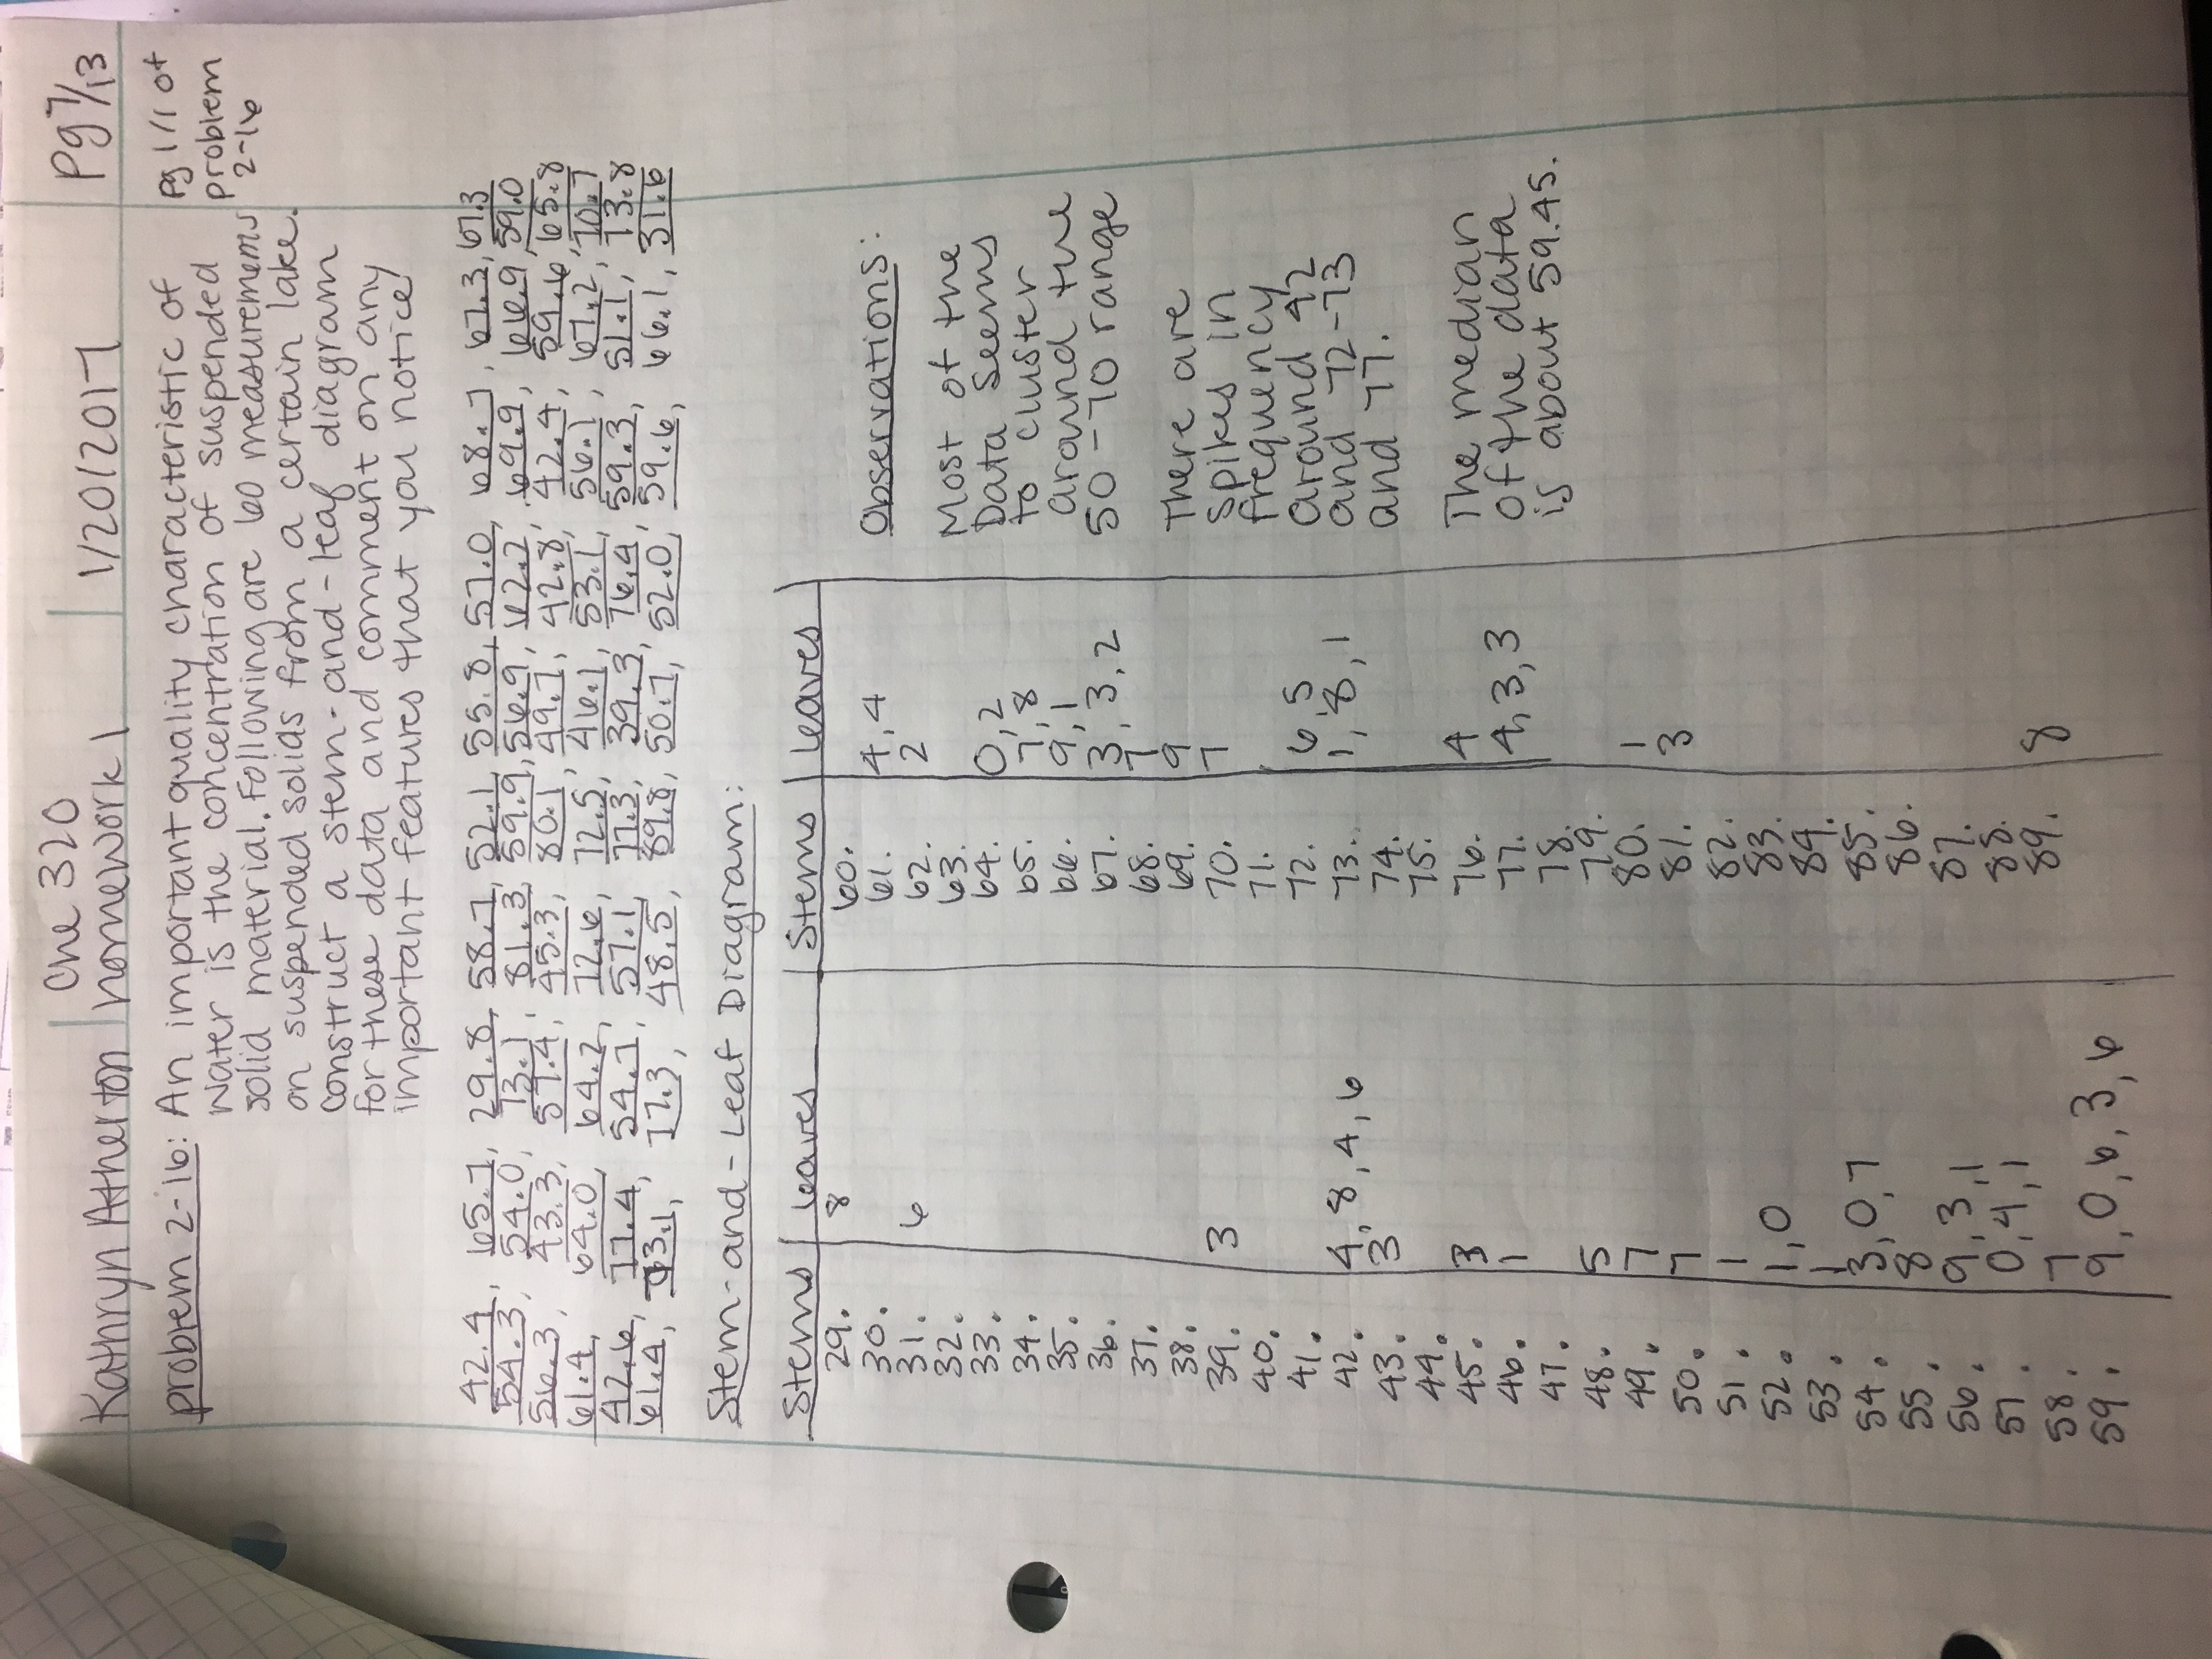 Che 320
Kathryn Atherton homework 1 1/20/2017 pg 7/13
problem 2-16: An important quality characteristic of
water is the concentration of suspended
solid material. Following are 60 measurements
on suspended solids from a certain lake.
construct a stem-and-leaf diagram
for these data and comment on any
important features that you notice
pg 1/1 of
problem
2-16
42.4, 65.7, 29.8, 58.7, 52.1, 55.8, 57.0, 68.7, 67.3, 67.3
54.3, 54.0, 73.1, 81.3, 59.9, 56.9, 62.2, 69.9, 66.9, 59.0
56.3, 43.3, 57.4, 45.3, 80.1, 49.7, 42.8, 42.4, 59.6, 65.8
61.4, 64.0, 64.2, 72.6, 72.5, 46.1, 53.1, 56.1, 67.2, 70.7
42.6, 77.4, 54.7, 57.1, 77.3, 39.3, 76.4, 59.3, 51.1, 73.8
61.4, 73.1, 77.3, 48.5, 89.8, 50.7, 52.0, 59.6, 66.1, 31.6
Stem-and-Leaf Diagram:
Stems leaves Stems leaves
29. 8 60.
30. 61. 4,4
31. 6 62. 2
32. 63.
33. 64. 0,2
34. 65. 7,8
35. 66. 9,1
36. 67. 3,3,2
37. 68. 7
38. 69. 9
39. 3 70. 7
40. 71.
41. 72. 6,5
42. 4,8,4,6 73. 1,8,1
43. 3 74.
44. 75.
45. 3 76. 4
46. 1 77. 4,3,3
47. 78.
48. 5 79.
49. 7 80. 1
50. 7 81. 3
51. 1 82.
52. 1,0 83.
53. 1 84.
54. 3,0,7 85.
55. 8 86.
56. 9,3,1 87.
57. 0,4,1 88.
58. 7 89. 8
59. 9,0,6,3,6
Observations:
Most of the
Data seems
to cluster
around the
50-70 range
There are
spikes in
frequency
around 42
and 72-73
and 77.
The median
of the data
is about 59.45.